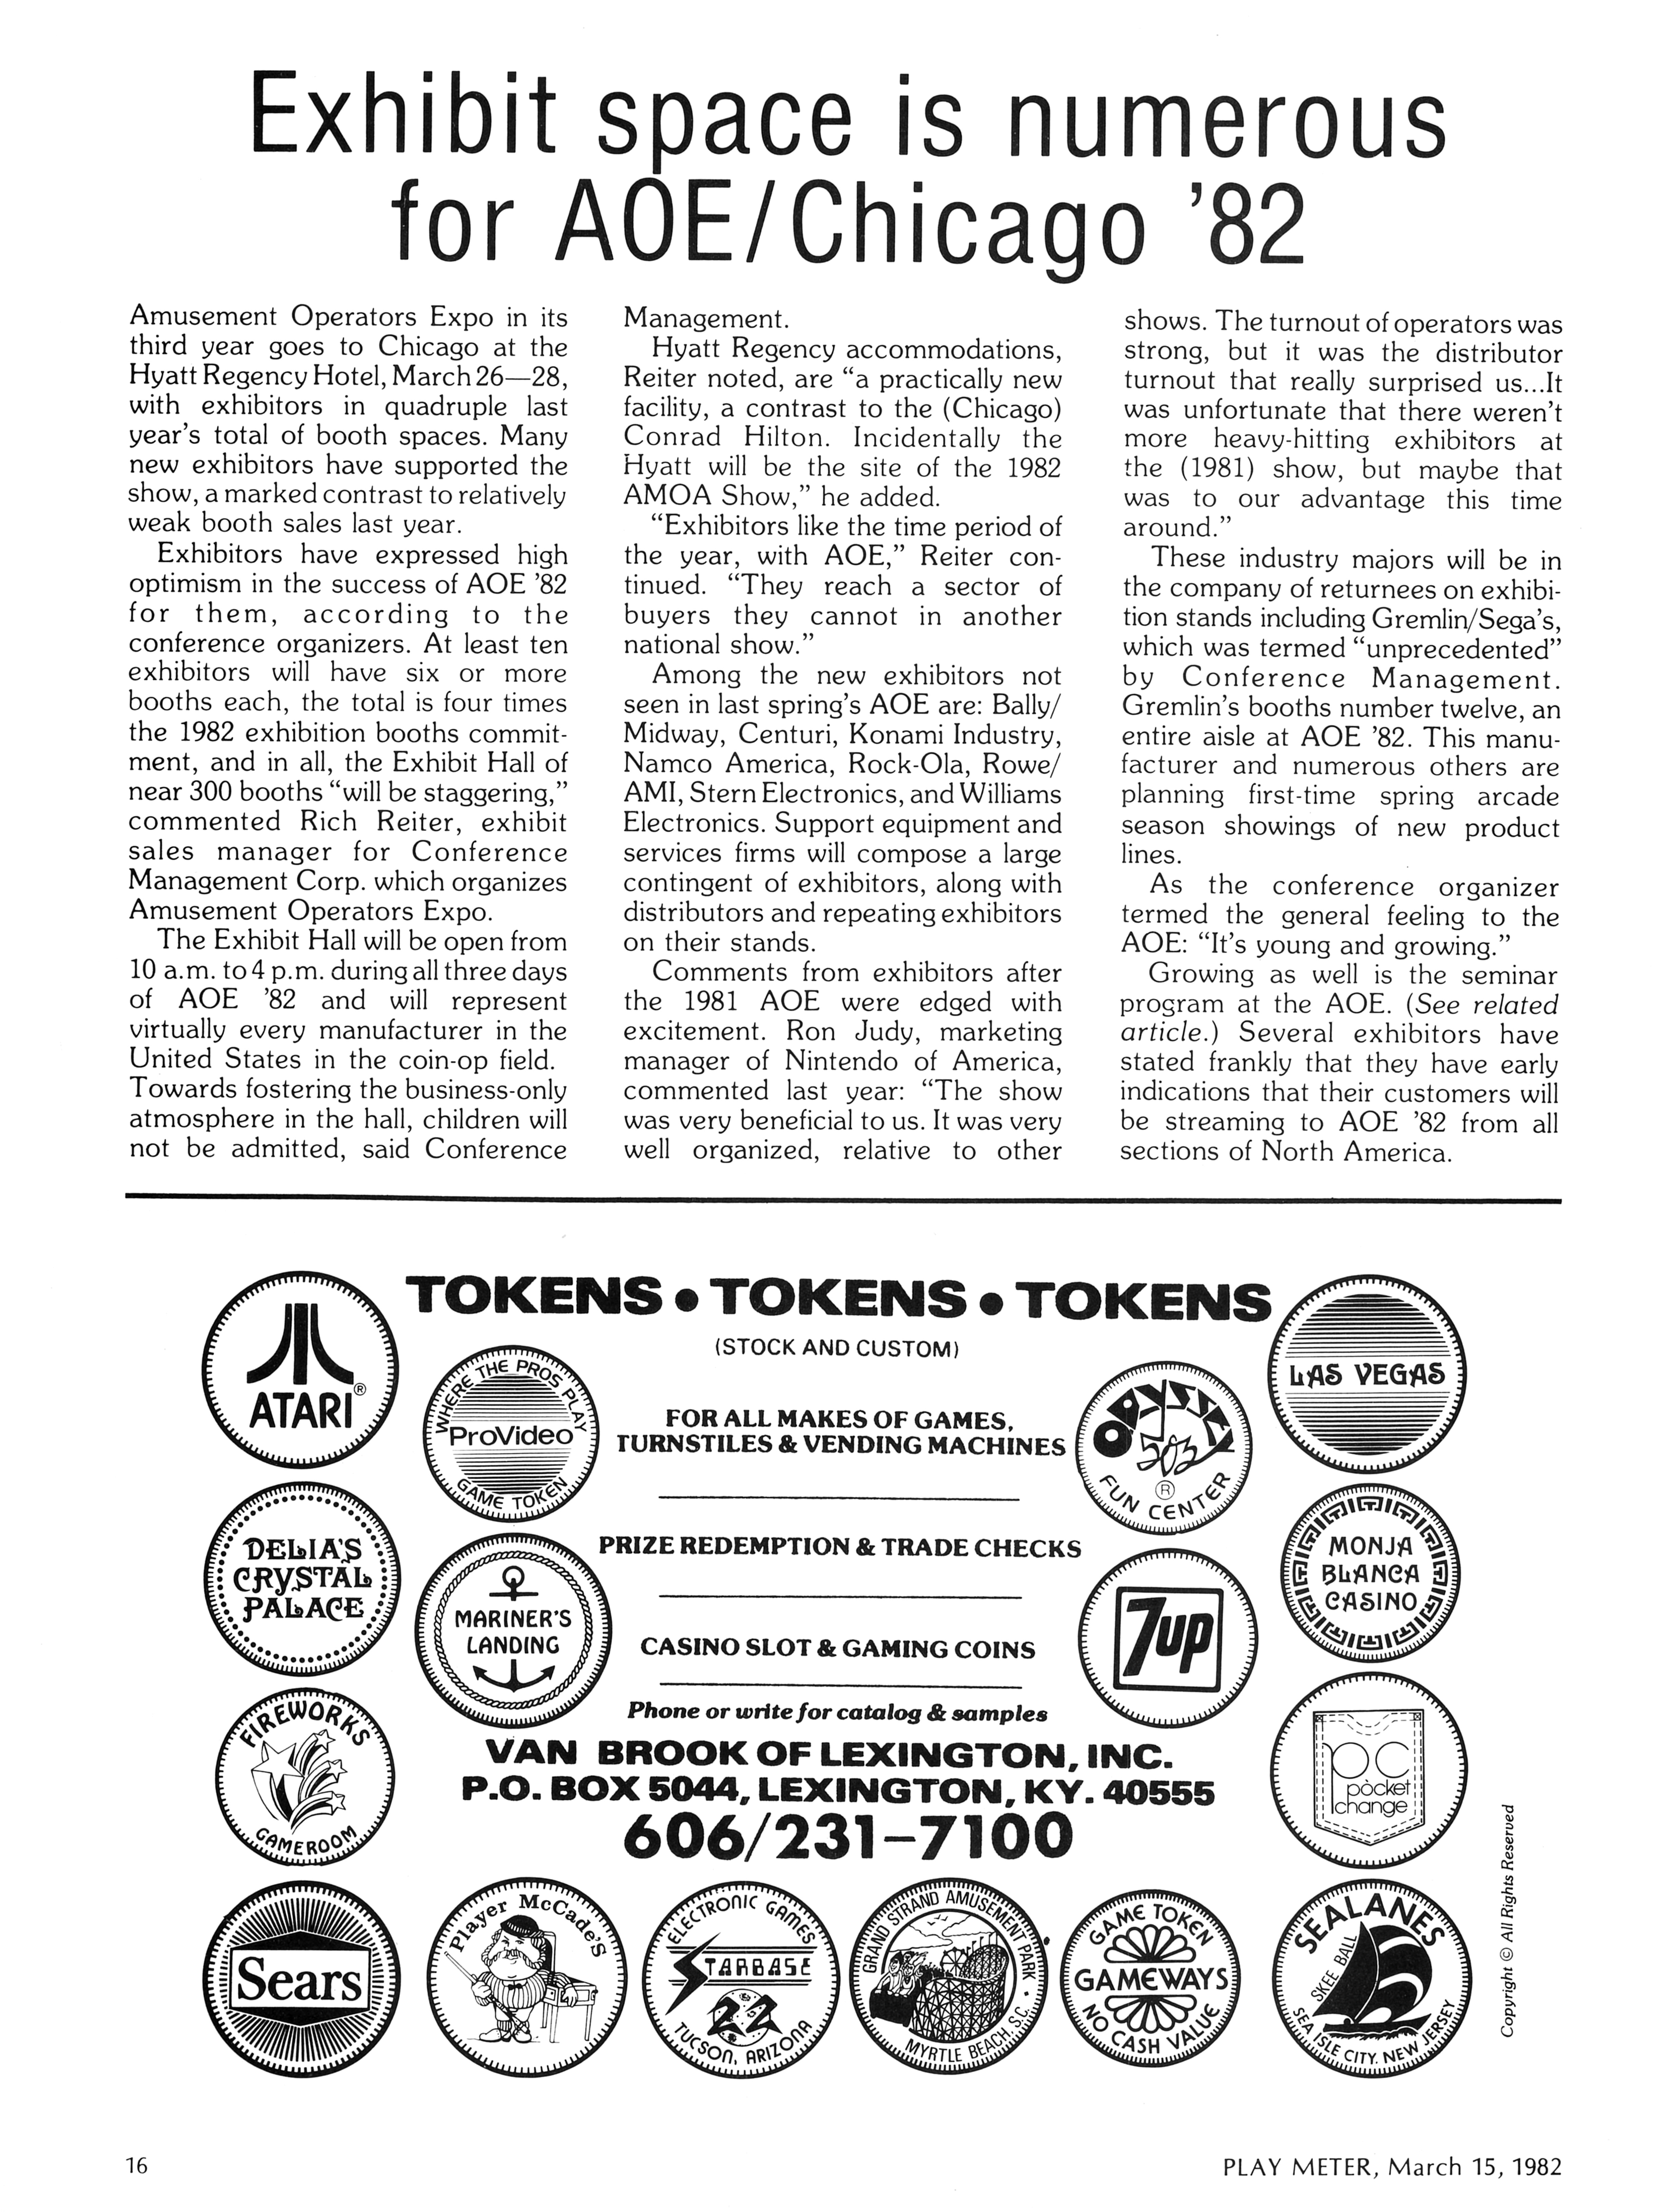 Exhibit space is numerous
for AOE/Chicago '82
Amusement Operators Expo in its
third year goes to Chicago at the
Hyatt Regency Hotel, March 26—28,
with exhibitors in quadruple last
year's total of booth spaces. Many
new exhibitors have supported the
show, a marked contrast to relatively
weak booth sales last year.
Exhibitors have expressed high
optimism in the success of AOE '82
for them, according to the
conference organizers. At least ten
exhibitors will have six or more
booths each, the total is four times
the 1982 exhibition booths commit-
ment, and in all, the Exhibit Hall of
near 300 booths “will be staggering,”
commented Rich Reiter, exhibit
sales manager for Conference
Management Corp. which organizes
Amusement Operators Expo.
The Exhibit Hall will be open from
10 a.m. to 4 p.m. during all three days
of AOE '82 and will represent
virtually every manufacturer in the
United States in the coin-op field.
Towards fostering the business-only
atmosphere in the hall, children will
not be admitted, said Conference
Management.
Hyatt Regency accommodations,
Reiter noted, are “a practically new
facility, a contrast to the (Chicago)
Conrad Hilton. Incidentally the
Hyatt will be the site of the 1982
AMOA Show,” he added.
“Exhibitors like the time period of
the year, with AOE,” Reiter con-
tinued. “They reach a sector of
buyers they cannot in another
national show.”
Among the new exhibitors not
seen in last spring's AOE are: Bally/
Midway, Centuri, Konami Industry,
Namco America, Rock-Ola, Rowe/
AMI, Stern Electronics, and Williams
Electronics. Support equipment and
services firms will compose a large
contingent of exhibitors, along with
distributors and repeating exhibitors
on their stands.
Comments from exhibitors after
the 1981 AOE were edged with
excitement. Ron Judy, marketing
manager of Nintendo of America,
commented last year: “The show
was very beneficial to us. It was very
well organized, relative to other
shows. The turnout of operators was
strong, but it was the distributor
turnout that really surprised us...It
was unfortunate that there weren't
more heavy-hitting exhibitors at
the (1981) show, but maybe that
was to our advantage this time
around.”
These industry majors will be in
the company of returnees on exhibi-
tion stands including Gremlin/Sega's,
which was termed “unprecedented”
by Conference Management.
Gremlin's booths number twelve, an
entire aisle at AOE '82. This manu-
facturer and numerous others are
planning first-time spring arcade
season showings of new product
lines.
As the conference organizer
termed the general feeling to the
AOE: “It's young and growing.”
Growing as well is the seminar
program at the AOE. (See related
article.) Several exhibitors have
stated frankly that they have early
indications that their customers will
be streaming to AOE '82 from all
sections of North America.
TOKENS • TOKENS • TOKENS
(STOCK AND CUSTOM)
FOR ALL MAKES OF GAMES,
TURNSTILES & VENDING MACHINES
PRIZE REDEMPTION & TRADE CHECKS
CASINO SLOT & GAMING COINS
Phone or write for catalog & samples
VAN BROOK OF LEXINGTON, INC.
P.O. BOX 5044, LEXINGTON, KY. 40555
606/231-7100
ATARI®
WHERE THE PROS PLAY
ProVideo
GAME TOKEN
ODYSSEY
503
®
FUN CENTER
LAS VEGAS
DELIA'S
CRYSTAL
PALACE
MARINER'S
LANDING
7up
MONJA
BLANCA
CASINO
FIREWORKS
GAMEROOM
pc
pòcket
change
Sears
Player McCade'S
ELECTRONIC GAMES
STARBASE
22
TUCSON, ARIZONA
GRAND STRAND AMUSEMENT PARK •
MYRTLE BEACH, S.C.
GAME TOKEN
GAMEWAYS
NO CASH VALUE
SEALANES
SKEE BALL
SEA ISLE CITY, NEW JERSEY
Copyright © All Rights Reserved
16
PLAY METER, March 15, 1982